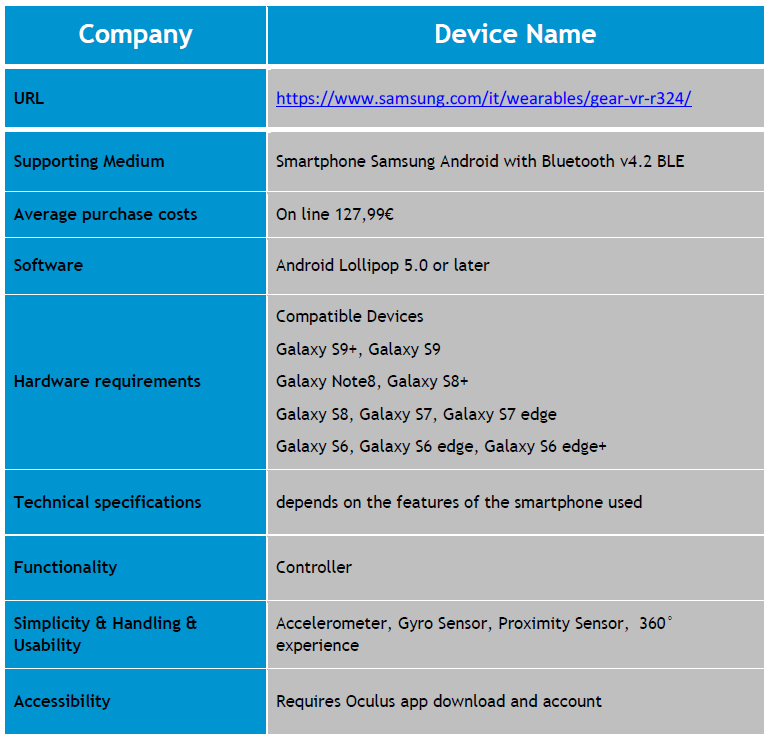 Company
Device Name
URL
https://www.samsung.com/it/wearables/gear-vr-r324/
Supporting Medium
Smartphone Samsung Android with Bluetooth v4.2 BLE
Average purchase costs
On line 127,99€
Software
Android Lollipop 5.0 or later
Hardware requirements
Compatible Devices
Galaxy S9+, Galaxy S9
Galaxy Note8, Galaxy S8+
Galaxy S8, Galaxy S7, Galaxy S7 edge
Galaxy S6, Galaxy S6 edge, Galaxy S6 edge+
Technical specifications
depends on the features of the smartphone used
Functionality
Controller
Simplicity & Handling &
Usability
Accelerometer, Gyro Sensor, Proximity Sensor,  360°
experience
Accessibility
Requires Oculus app download and account